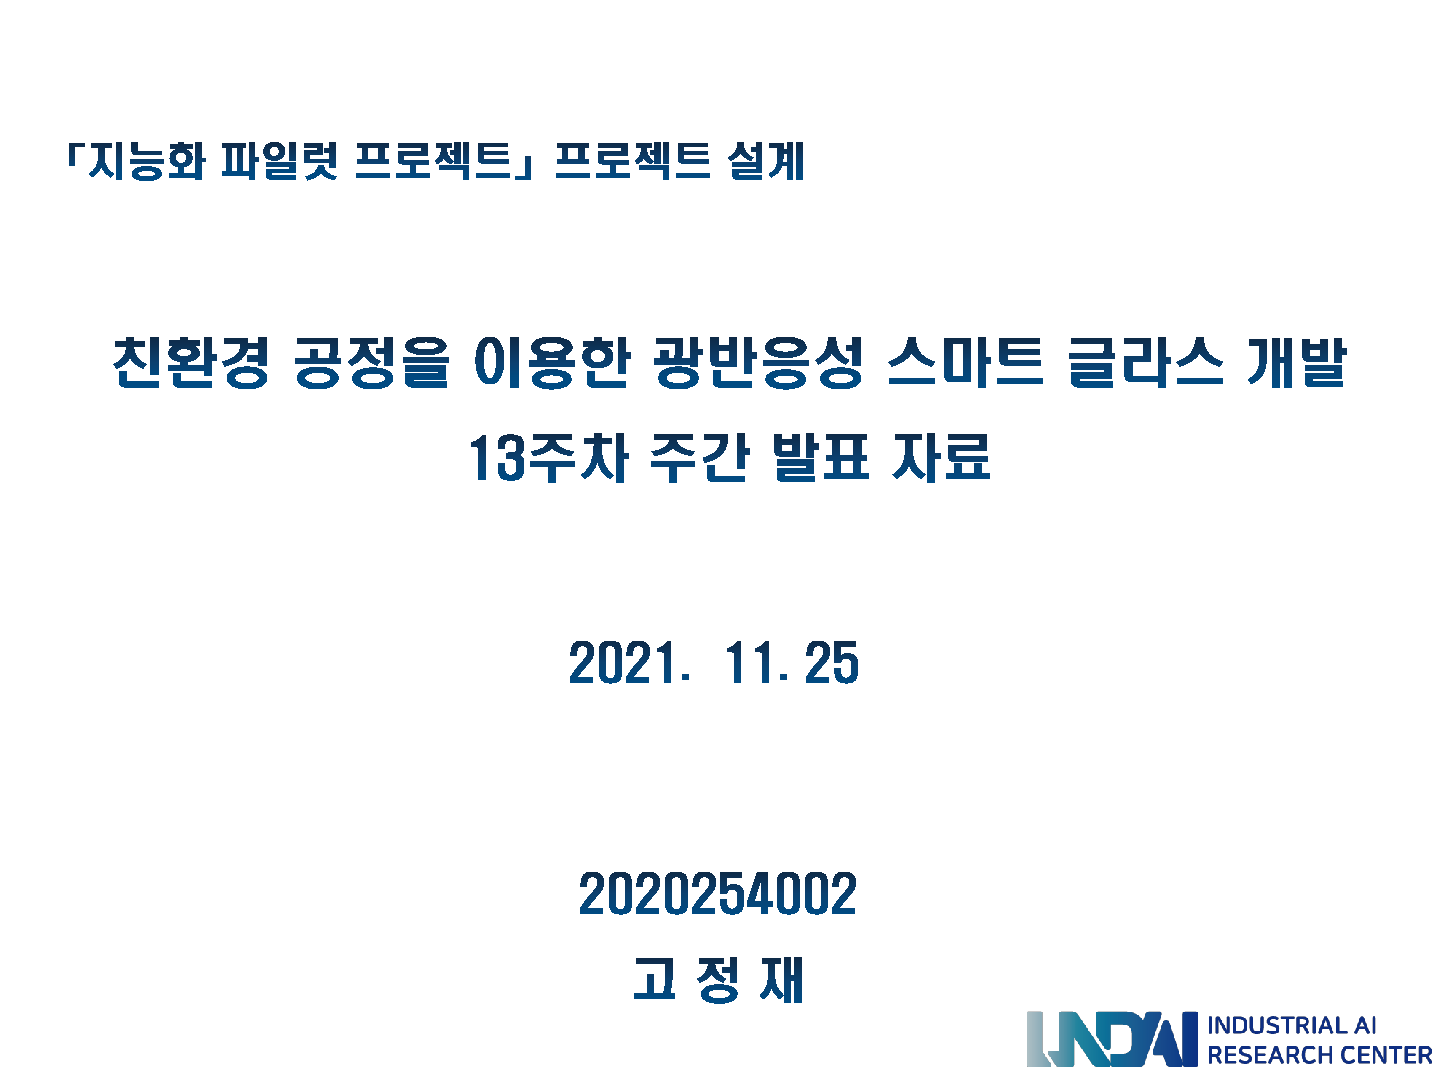 「지능화 파일럿 프로젝트」 프로젝트 설계
친환경 공정을 이용한 광반응성 스마트 글라스 개발
13주차 주간 발표 자료
2021. 11. 25
2020254002
고 정 재
INDAI INDUSTRIAL AI
RESEARCH CENTER